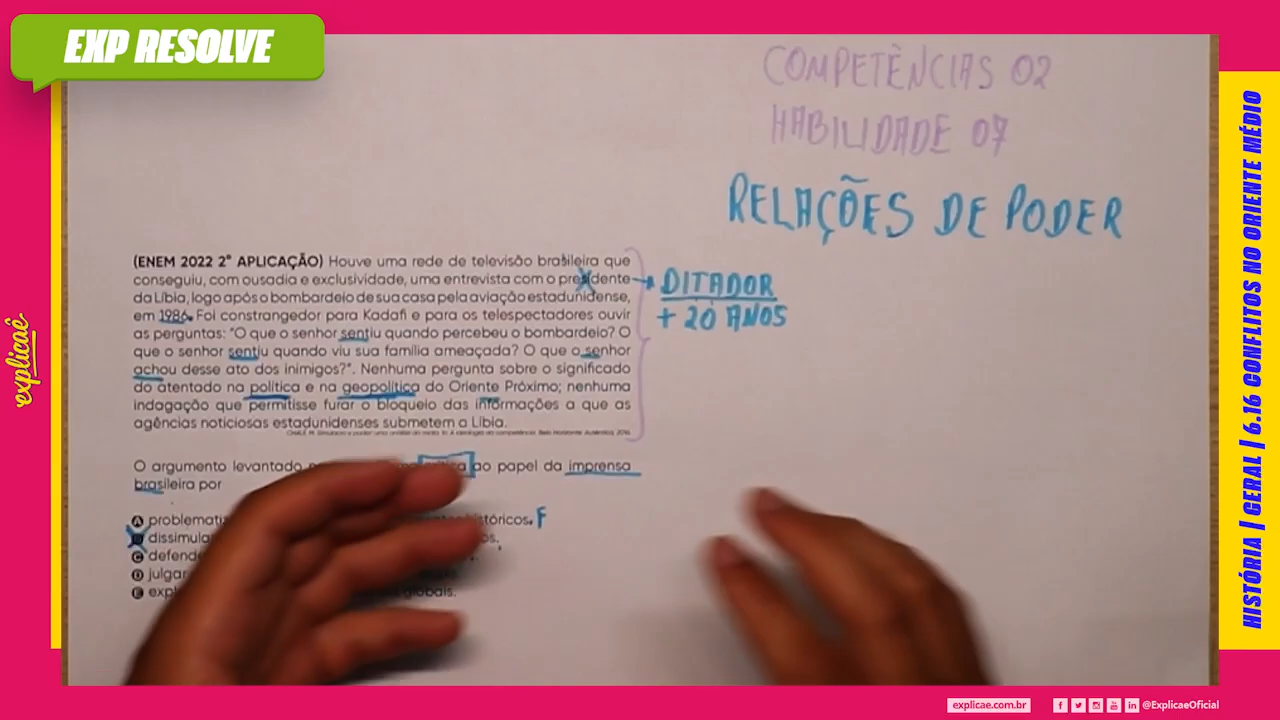 EXP RESOLVE
COMPETÊNCIAS 02
HABILIDADE 07
RELAÇÕES DE PODER
(ENEM 2022 2ª APLICAÇÃO) Houve uma rede de televisão brasileira que
conseguiu, com ousadia e exclusividade, uma entrevista com o presidente
da Líbia, logo após o bombardeio de sua casa pela aviação estadunidense,
em 1986. Foi constrangedor para Kadafi e para os telespectadores ouvir
as perguntas: "O que o senhor sentiu quando percebeu o bombardeio? O
que o senhor sentiu quando viu sua família ameaçada? O que o senhor
achou desse ato dos inimigos?". Nenhuma pergunta sobre o significado
do atentado na política e na geopolítica do Oriente Próximo; nenhuma
indagação que permitisse furar o bloqueio das informações a que as
agências noticiosas estadunidenses submetem a Líbia.
DITADOR
+ 20 ANOS
O argumento levantado ao papel da imprensa
brasileira por
A históricos. F
dissimular
C
D julgar
E globais.
explicaê
HISTÓRIA | GERAL | 6.16 CONFLITOS NO ORIENTE MÉDIO
explicae.com.br @ExplicaeOficial